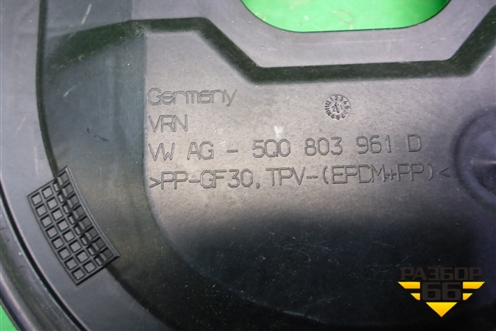 Germany
VRN
VW AG - 5Q0 803 961 D
>PP-GF30, TPV-(EPDM+PP)<
РАЗБОР
66